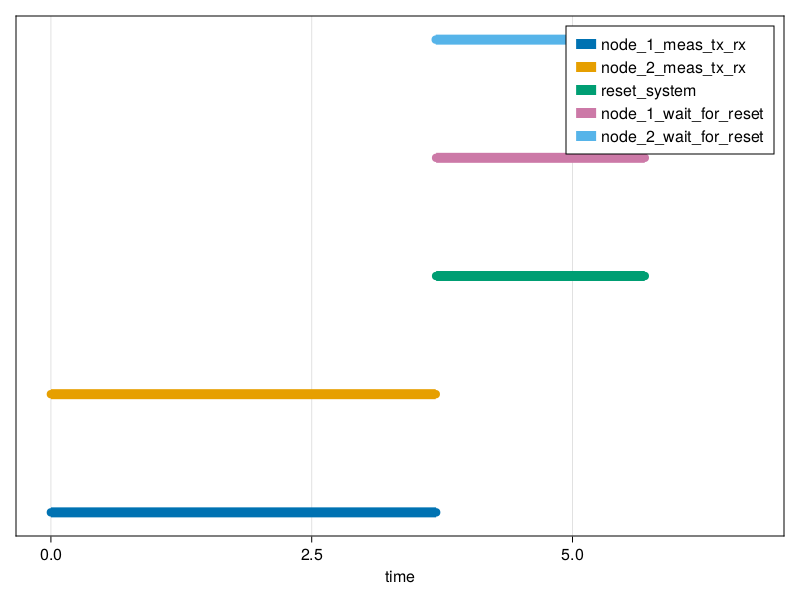 node_1_meas_tx_rx
node_2_meas_tx_rx
reset_system
node_1_wait_for_reset
node_2_wait_for_reset
0.0 2.5 5.0
time